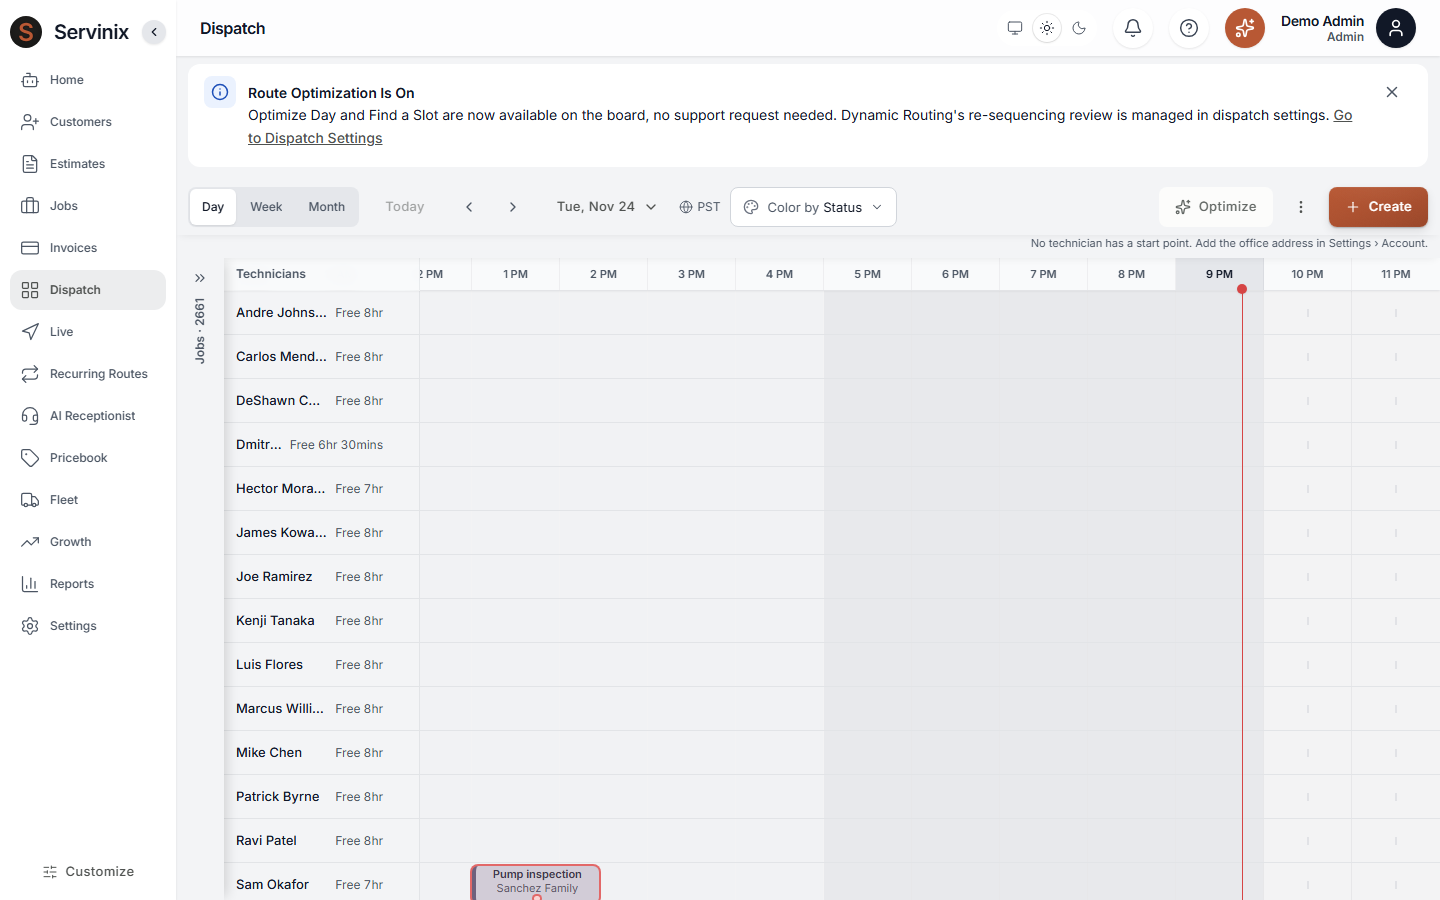 S Servinix
Dispatch
Demo Admin
Admin
Home
Customers
Estimates
Jobs
Invoices
Dispatch
Live
Recurring Routes
AI Receptionist
Pricebook
Fleet
Growth
Reports
Settings
Customize
Route Optimization Is On
Optimize Day and Find a Slot are now available on the board, no support request needed. Dynamic Routing's re-sequencing review is managed in dispatch settings. Go
to Dispatch Settings
Day Week Month Today Tue, Nov 24 PST Color by Status Optimize Create
No technician has a start point. Add the office address in Settings › Account.
Jobs · 2661
Technicians 2 PM 1 PM 2 PM 3 PM 4 PM 5 PM 6 PM 7 PM 8 PM 9 PM 10 PM 11 PM
Andre Johns... Free 8hr
Carlos Mend... Free 8hr
DeShawn C... Free 8hr
Dmitr... Free 6hr 30mins
Hector Mora... Free 7hr
James Kowa... Free 8hr
Joe Ramirez Free 8hr
Kenji Tanaka Free 8hr
Luis Flores Free 8hr
Marcus Willi... Free 8hr
Mike Chen Free 8hr
Patrick Byrne Free 8hr
Ravi Patel Free 8hr
Sam Okafor Free 7hr
Pump inspection
Sanchez Family